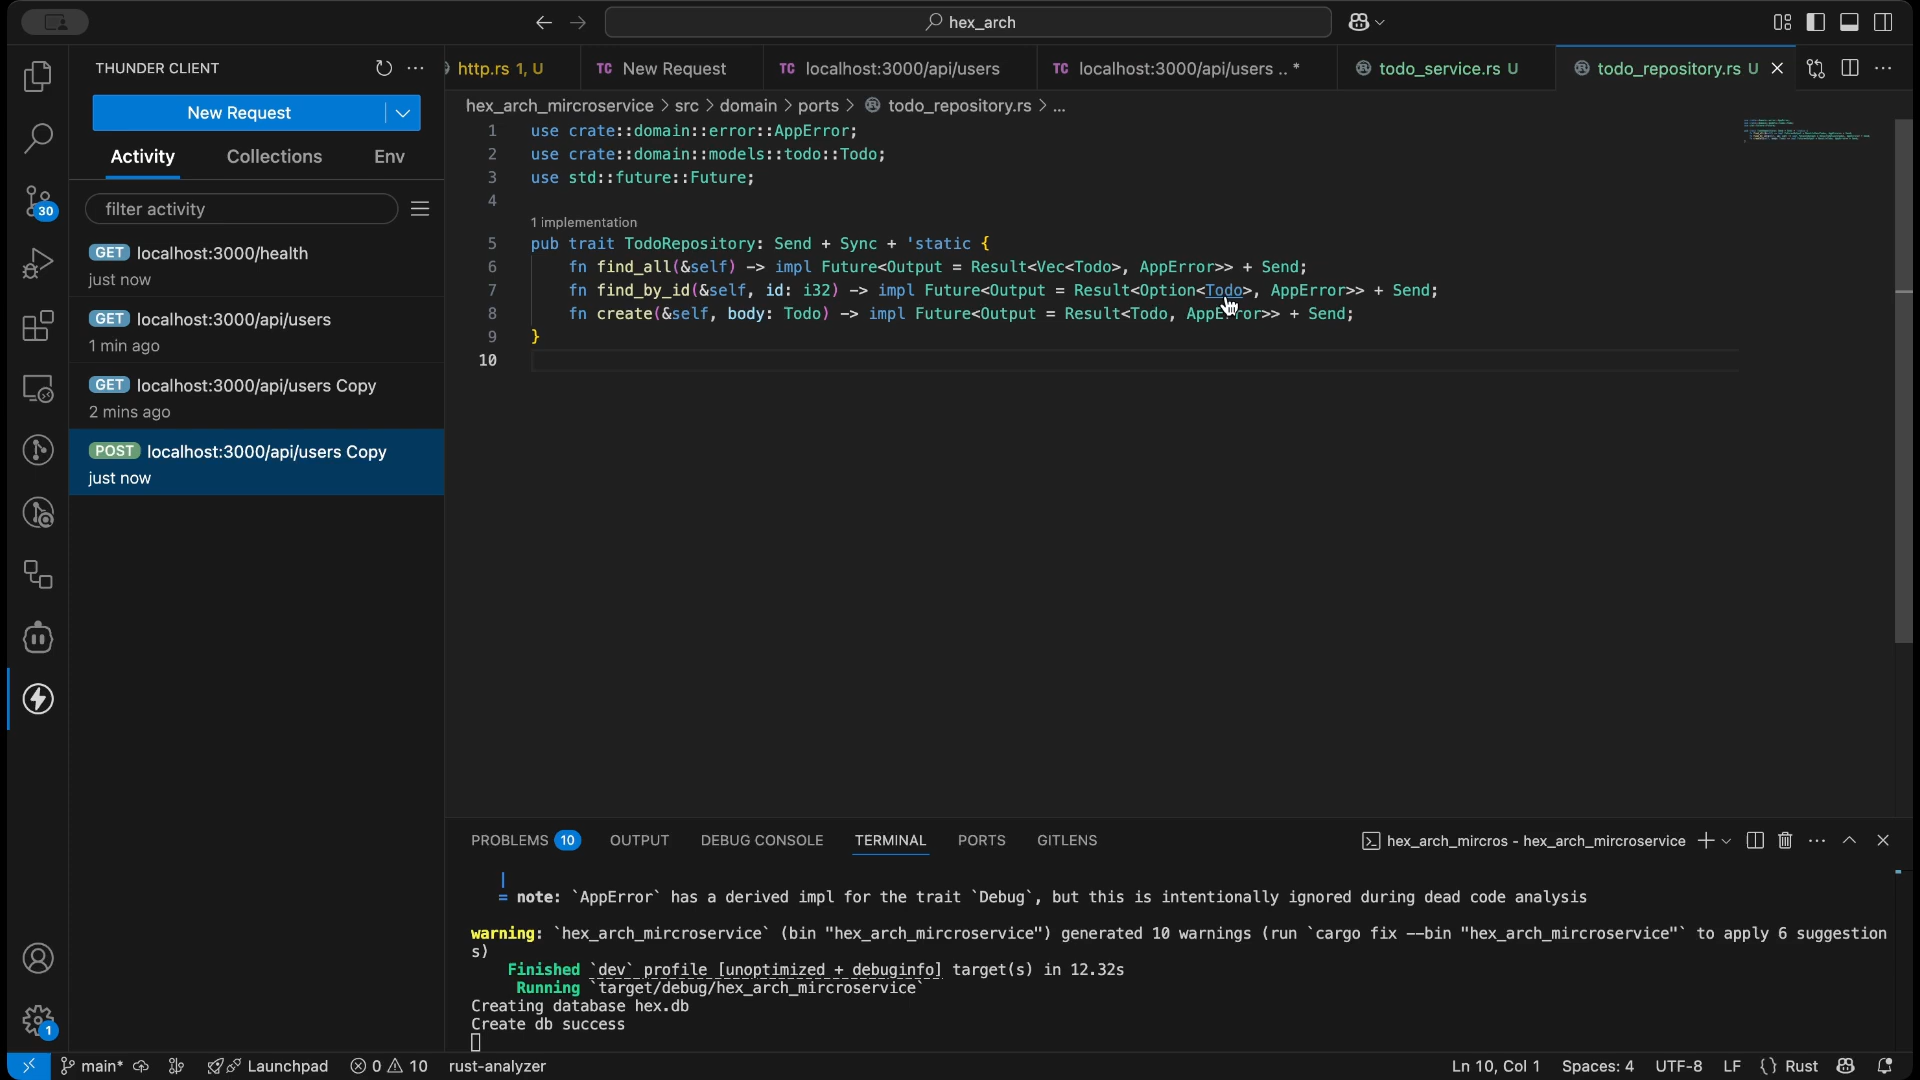 hex_arch
THUNDER CLIENT
http.rs 1, U
TC New Request
TC localhost:3000/api/users
TC localhost:3000/api/users .. *
todo_service.rs U
todo_repository.rs U
New Request
hex_arch_mircroservice > src > domain > ports > todo_repository.rs > ...
Activity
Collections
Env
filter activity
GET localhost:3000/health
just now
GET localhost:3000/api/users
1 min ago
GET localhost:3000/api/users Copy
2 mins ago
POST localhost:3000/api/users Copy
just now
30
1 use crate::domain::error::AppError;
2 use crate::domain::models::todo::Todo;
3 use std::future::Future;
4
1 implementation
5 pub trait TodoRepository: Send + Sync + 'static {
6 fn find_all(&self) -> impl Future<Output = Result<Vec<Todo>, AppError>> + Send;
7 fn find_by_id(&self, id: i32) -> impl Future<Output = Result<Option<Todo>, AppError>> + Send;
8 fn create(&self, body: Todo) -> impl Future<Output = Result<Todo, AppError>> + Send;
9 }
10
PROBLEMS 10
OUTPUT
DEBUG CONSOLE
TERMINAL
PORTS
GITLENS
hex_arch_mircros - hex_arch_mircroservice
|
= note: `AppError` has a derived impl for the trait `Debug`, but this is intentionally ignored during dead code analysis
warning: `hex_arch_mircroservice` (bin "hex_arch_mircroservice") generated 10 warnings (run `cargo fix --bin "hex_arch_mircroservice"` to apply 6 suggestion
s)
Finished `dev` profile [unoptimized + debuginfo] target(s) in 12.32s
Running `target/debug/hex_arch_mircroservice`
Creating database hex.db
Create db success
1
main*
Launchpad
0
10
rust-analyzer
Ln 10, Col 1
Spaces: 4
UTF-8
LF
{} Rust